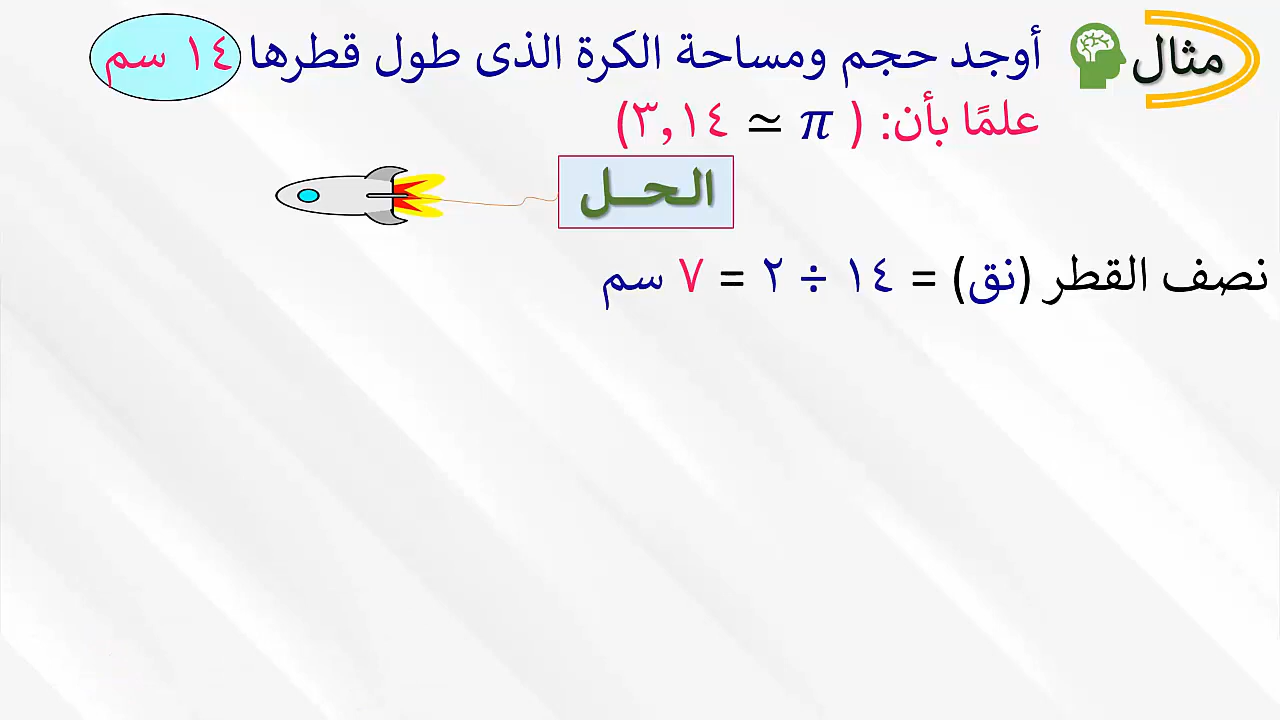 مثال
أوجد حجم ومساحة الكرة الذى طول قطرها ١٤ سم
علمًا بأن: ( π ≃ ٣,١٤)
الحــل
نصف القطر (نق) = ١٤ ÷ ٢ = ٧ سم